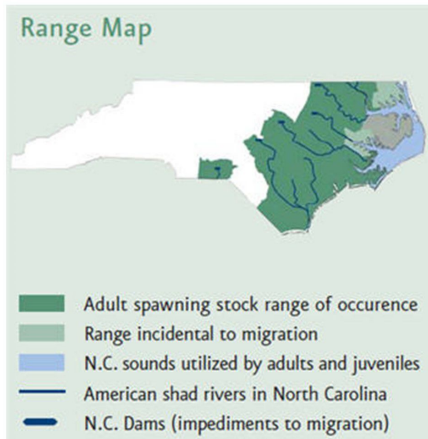 Range Map
Adult spawning stock range of occurence
Range incidental to migration
N.C. sounds utilized by adults and juveniles
American shad rivers in North Carolina
N.C. Dams (impediments to migration)